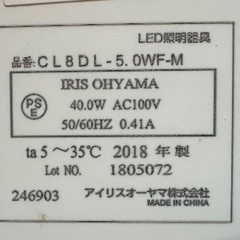 LED照明器具
品番:CL8DL-5.0WF-M
PS
E
IRIS OHYAMA
40.0W AC100V
50/60HZ 0.41A
ta 5～35℃ 2018 年製
LOT NO. 1805072
246903 アイリスオーヤマ株式会社
MADE IN CHINA